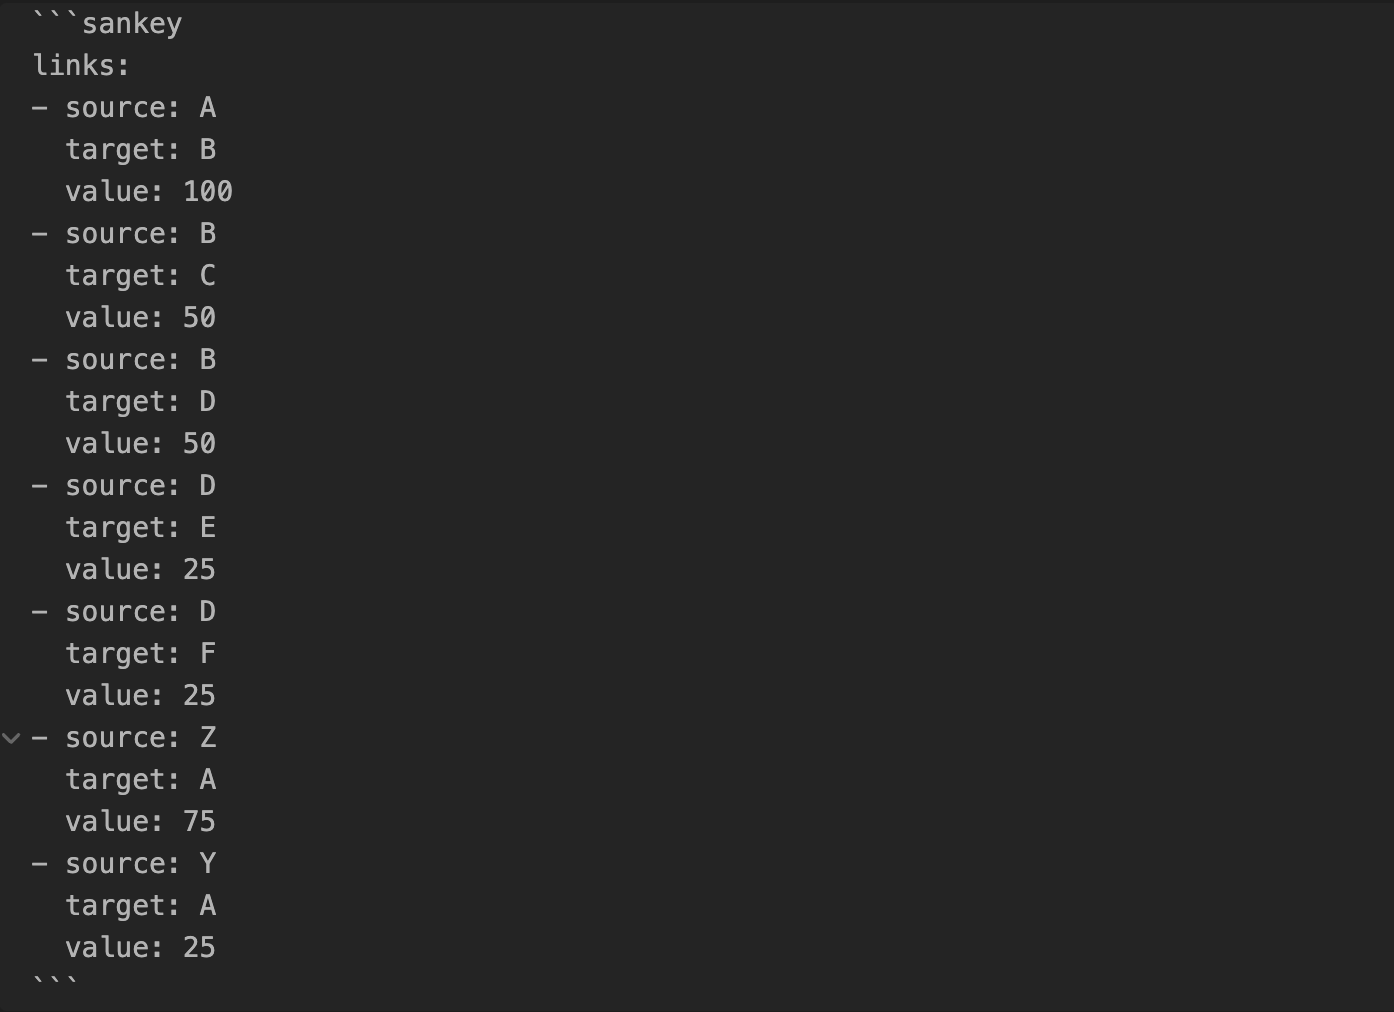 ```sankey
links:
- source: A
  target: B
  value: 100
- source: B
  target: C
  value: 50
- source: B
  target: D
  value: 50
- source: D
  target: E
  value: 25
- source: D
  target: F
  value: 25
- source: Z
  target: A
  value: 75
- source: Y
  target: A
  value: 25
```